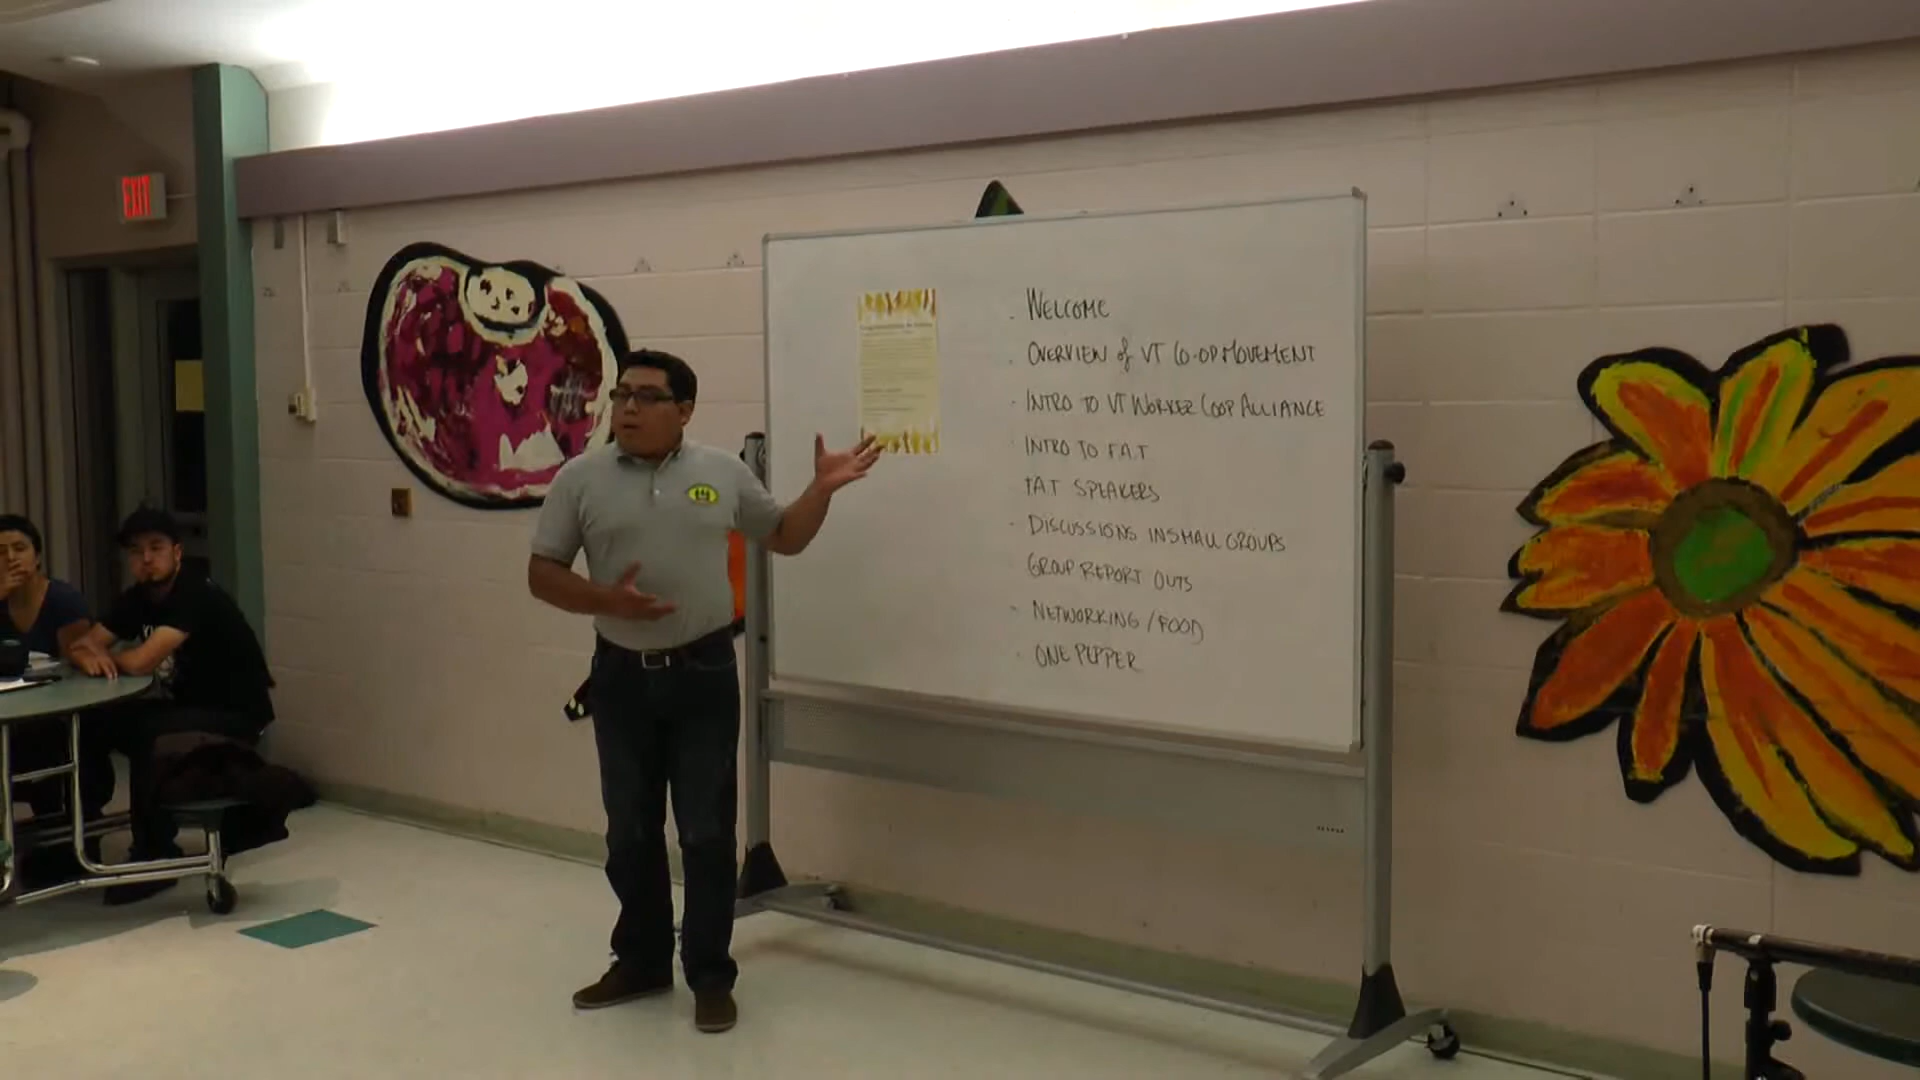 EXIT
- WELCOME
- OVERVIEW of VT CO-OP MOVEMENT
- INTRO TO VT WORKER COOP ALLIANCE
- INTRO TO F.A.T
FAT SPEAKERS
- DISCUSSIONS IN SMALL GROUPS
GROUP REPORT OUTS
- NETWORKING / FOOD
- ONE PEPPER